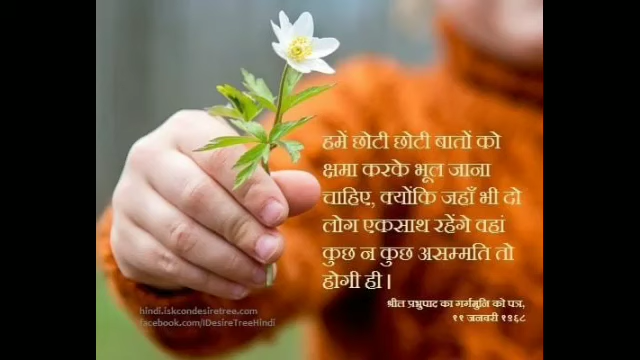 हमें छोटी छोटी बातों को
क्षमा करके भूल जाना
चाहिए, क्योंकि जहाँ भी दो
लोग एकसाथ रहेंगे वहां
कुछ न कुछ असम्मति तो
होगी ही।
श्रील प्रभुपाद का गर्गमुनि को पत्र,
११ जनवरी १९६८
hindi.iskcondesiretree.com
facebook.com/IDesireTreeHindi